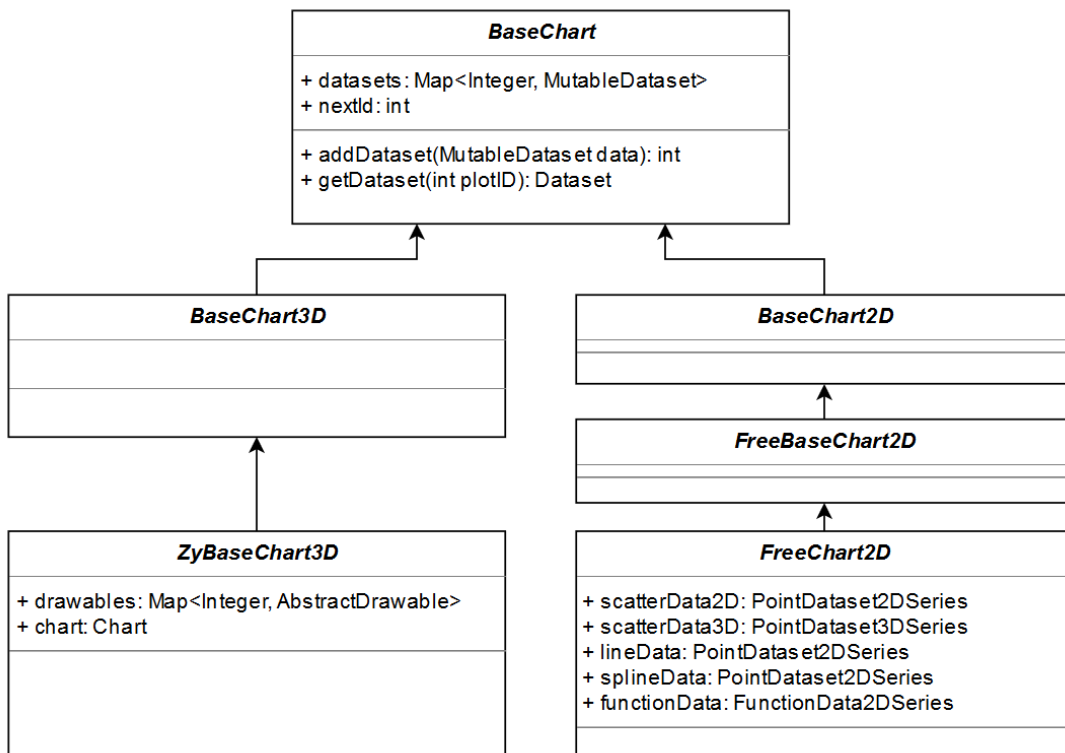 BaseChart
+ datasets: Map<Integer, MutableDataset>
+ nextId: int
+ addDataset(MutableDataset data): int
+ getDataset(int plotID): Dataset
BaseChart3D
BaseChart2D
FreeBaseChart2D
ZyBaseChart3D
+ drawables: Map<Integer, AbstractDrawable>
+ chart: Chart
FreeChart2D
+ scatterData2D: PointDataset2DSeries
+ scatterData3D: PointDataset3DSeries
+ lineData: PointDataset2DSeries
+ splineData: PointDataset2DSeries
+ functionData: FunctionData2DSeries